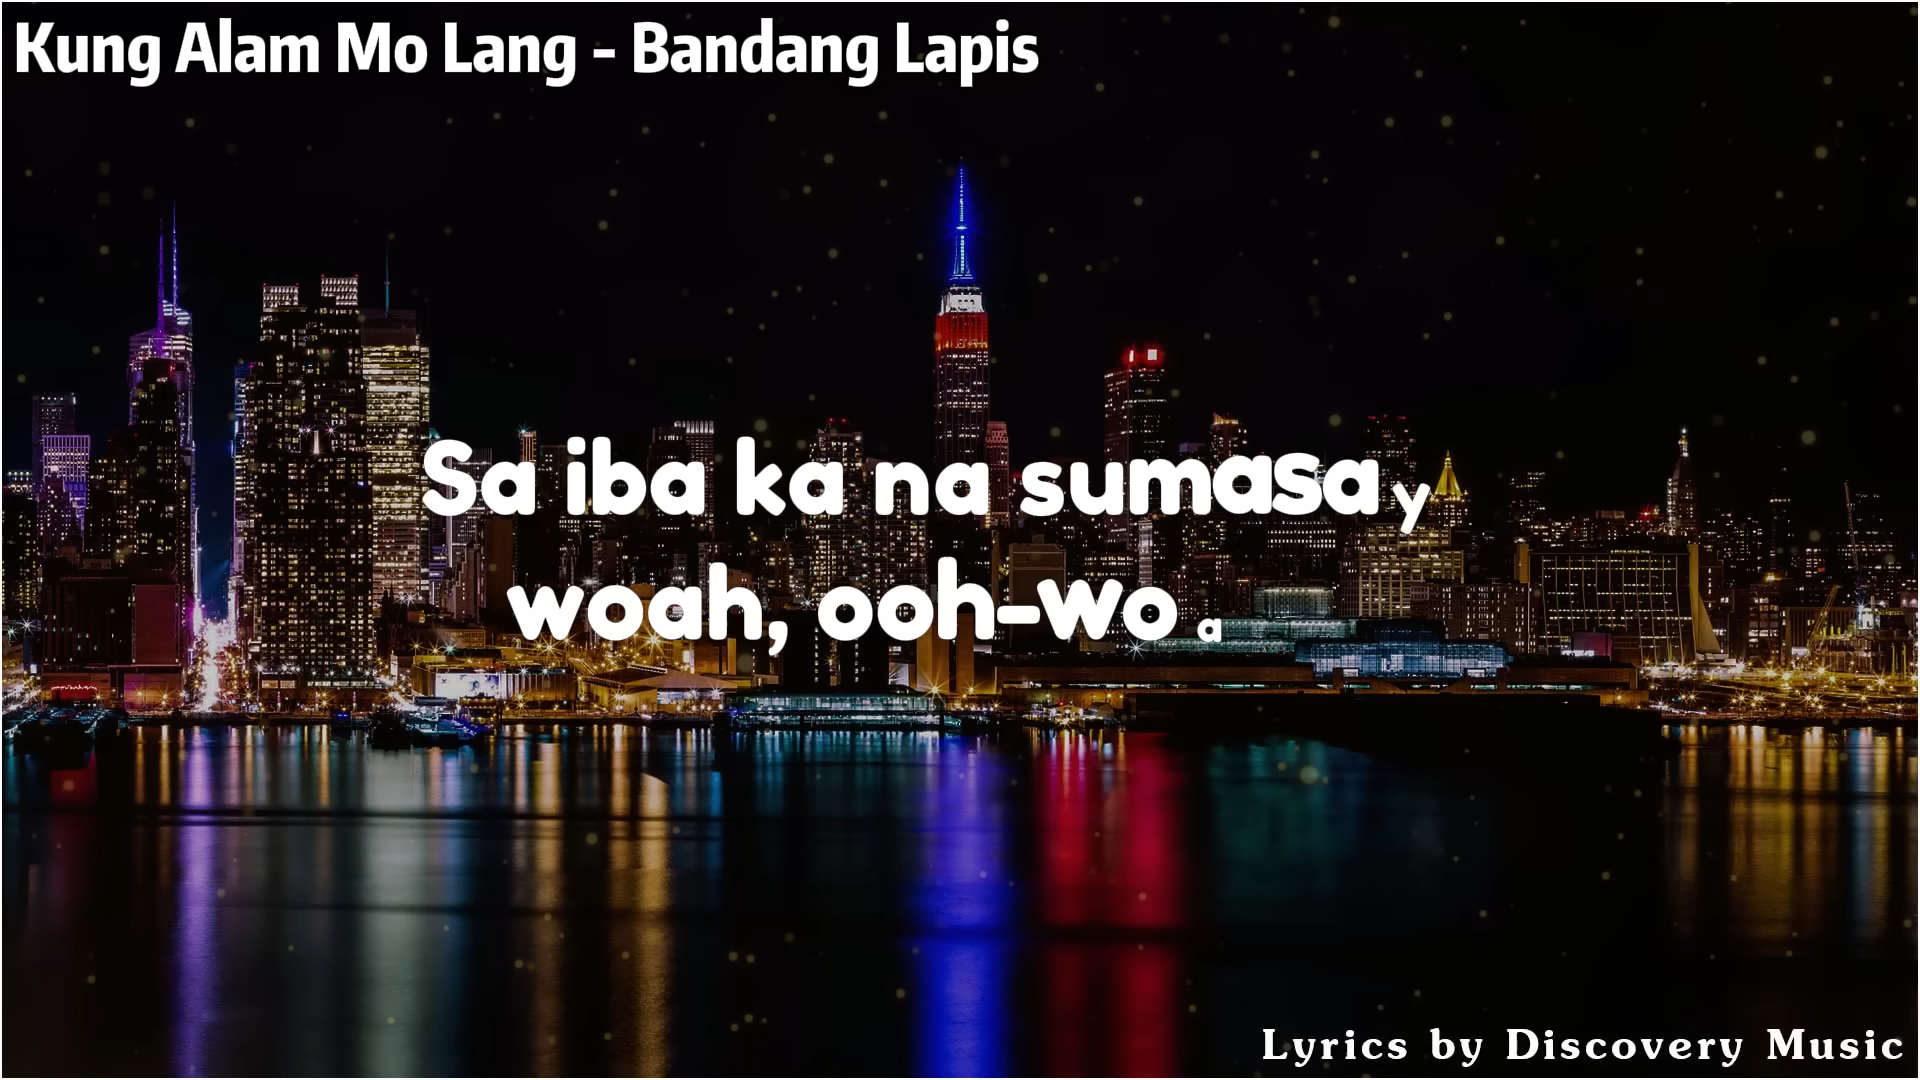 Kung Alam Mo Lang - Bandang Lapis
Sa iba ka na sumasay
woah, ooh-wo a
Lyrics by Discovery Music